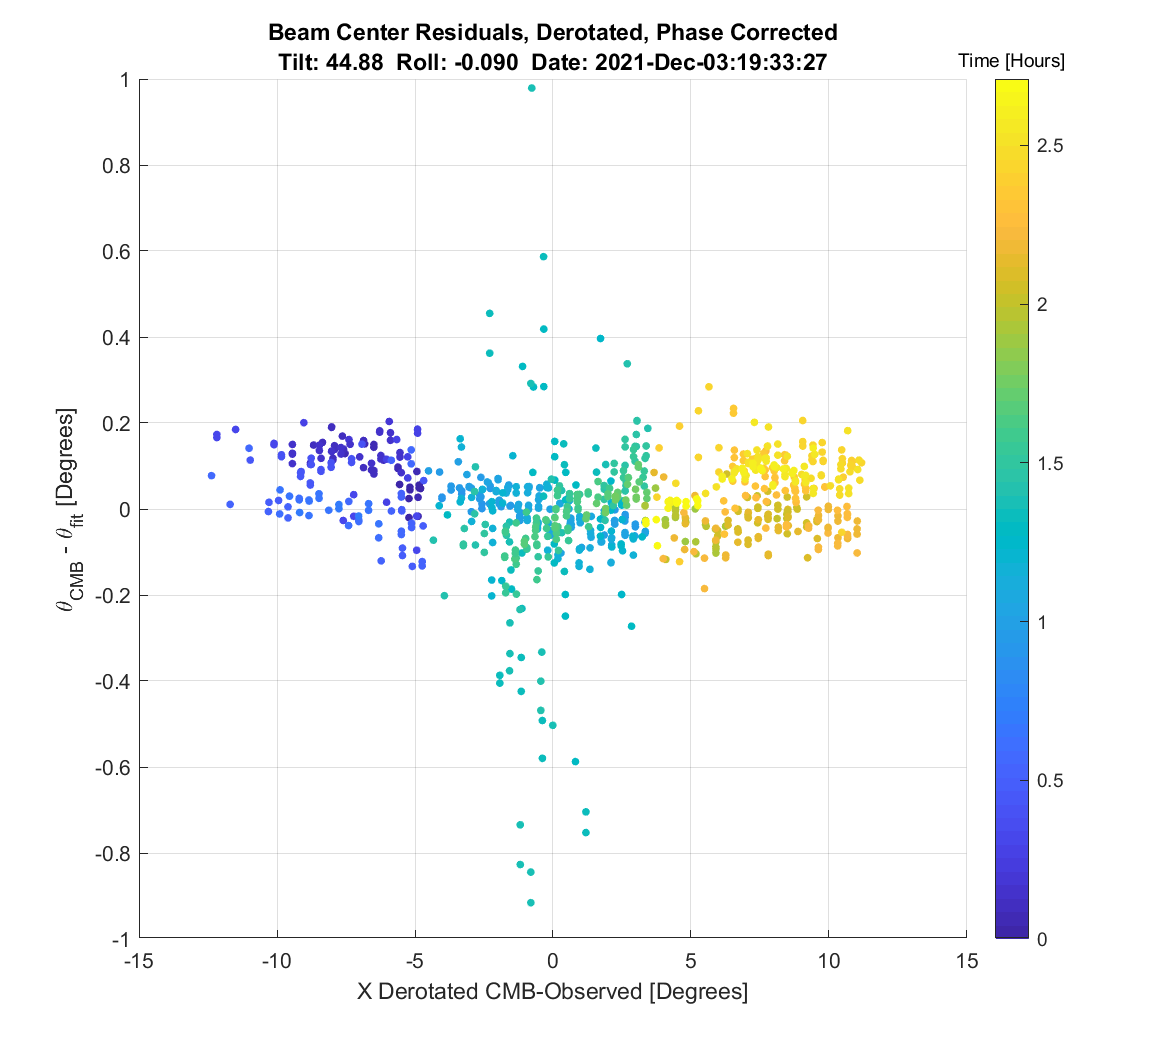 Beam Center Residuals, Derotated, Phase Corrected
Tilt: 44.88  Roll: -0.090  Date: 2021-Dec-03:19:33:27
Time [Hours]
1
0.8
0.6
0.4
0.2
0
-0.2
-0.4
-0.6
-0.8
-1
θCMB - θfit [Degrees]
-15 -10 -5 0 5 10 15
X Derotated CMB-Observed [Degrees]
2.5
2
1.5
1
0.5
0